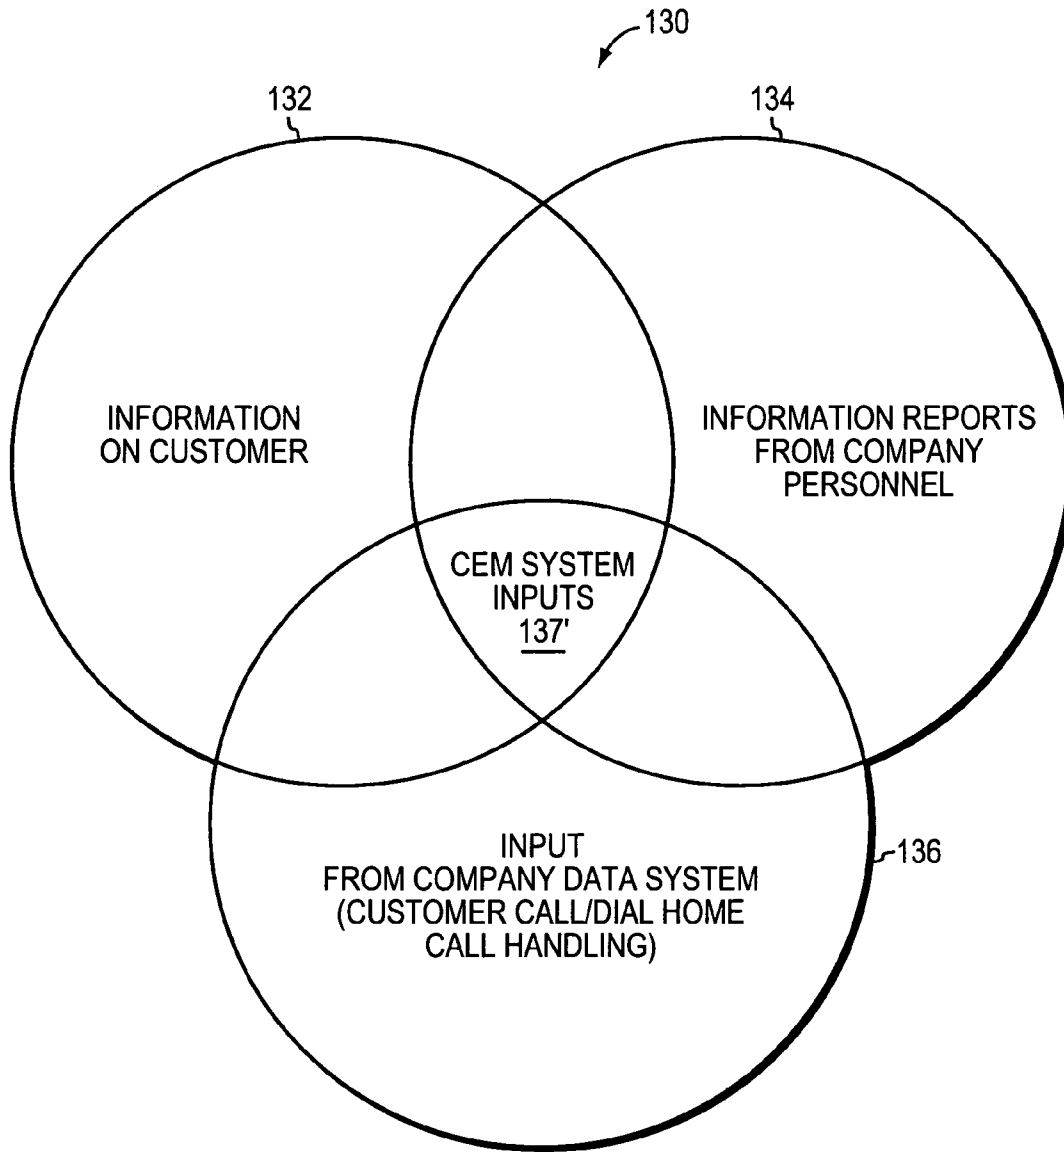 130
132
134
INFORMATION
ON CUSTOMER
INFORMATION REPORTS
FROM COMPANY
PERSONNEL
CEM SYSTEM
INPUTS
137'
INPUT
FROM COMPANY DATA SYSTEM
(CUSTOMER CALL/DIAL HOME
CALL HANDLING)
136